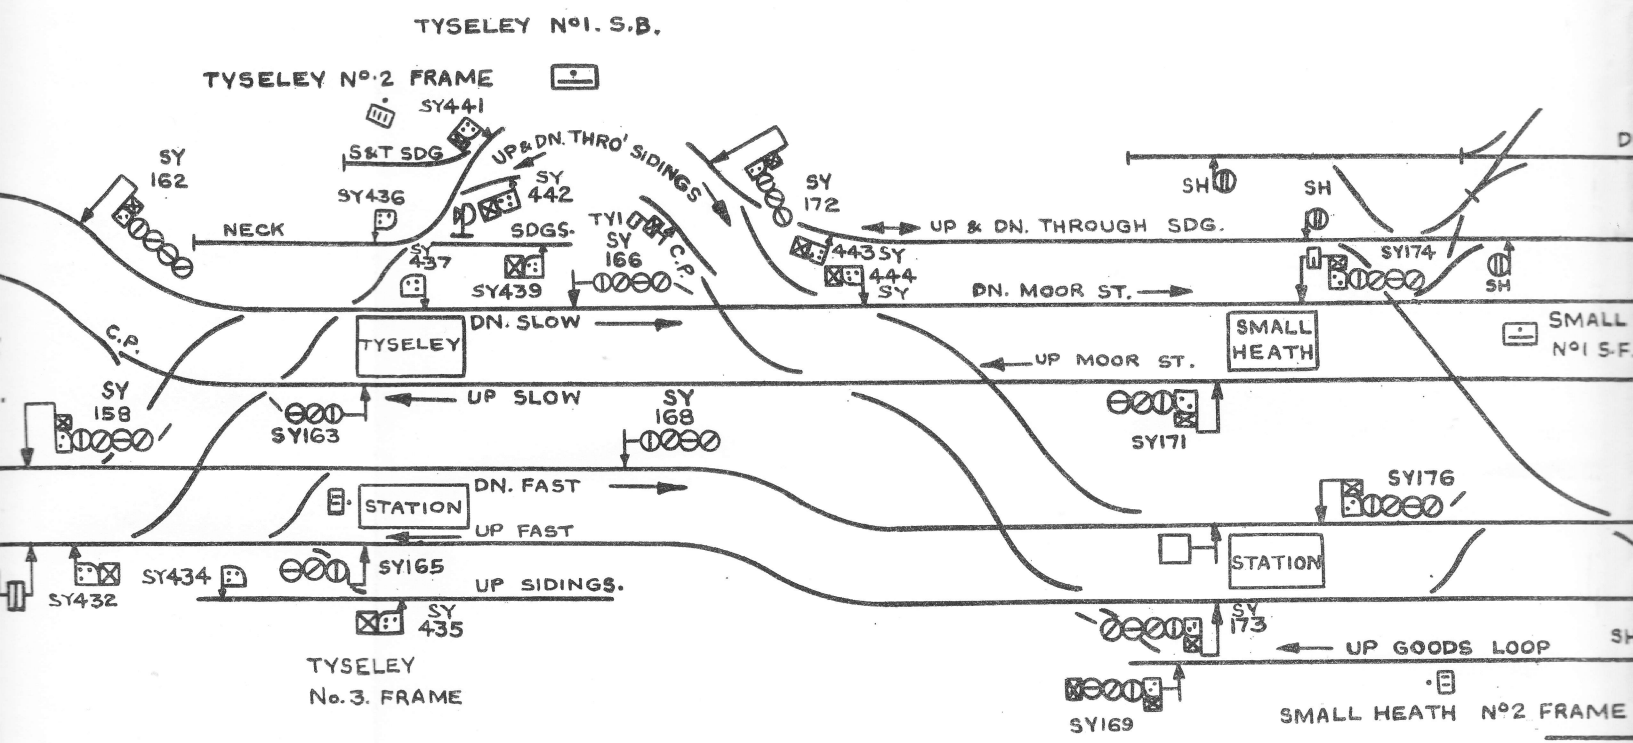 TYSELEY Nº1. S.B.
TYSELEY Nº.2 FRAME
SY441
S&T SDG
UP & DN. THRO' SIDINGS
SY
162
SY436
SY
442
SY
172
SH
SH
NECK
SDGS.
TY1
SY
166
C.P.
UP & DN. THROUGH SDG.
SY
437
443 SY
444
SY
SY174
SH
SY439
DN. MOOR ST.
DN. SLOW
TYSELEY
SMALL
HEATH
SMALL
Nº1 S.F.
C.P.
UP MOOR ST.
SY
158
UP SLOW
SY
168
SY163
SY171
DN. FAST
STATION
SY176
UP FAST
STATION
SY432
SY434
SY165
UP SIDINGS.
SY
435
SY
173
UP GOODS LOOP
SH
TYSELEY
No.3. FRAME
SY169
SMALL HEATH Nº2 FRAME
D